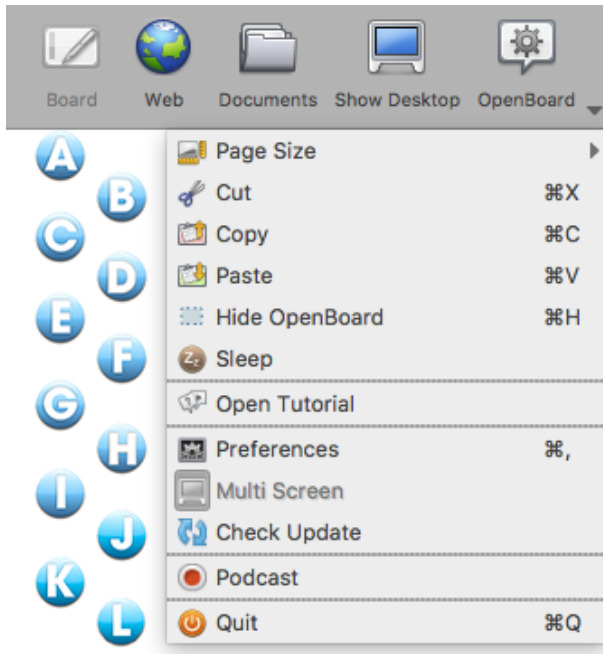 Board Web Documents Show Desktop OpenBoard
A Page Size
B Cut ⌘X
C Copy ⌘C
D Paste ⌘V
E Hide OpenBoard ⌘H
F Zz Sleep
G Open Tutorial
H Preferences ⌘,
I Multi Screen
J Check Update
K Podcast
L Quit ⌘Q